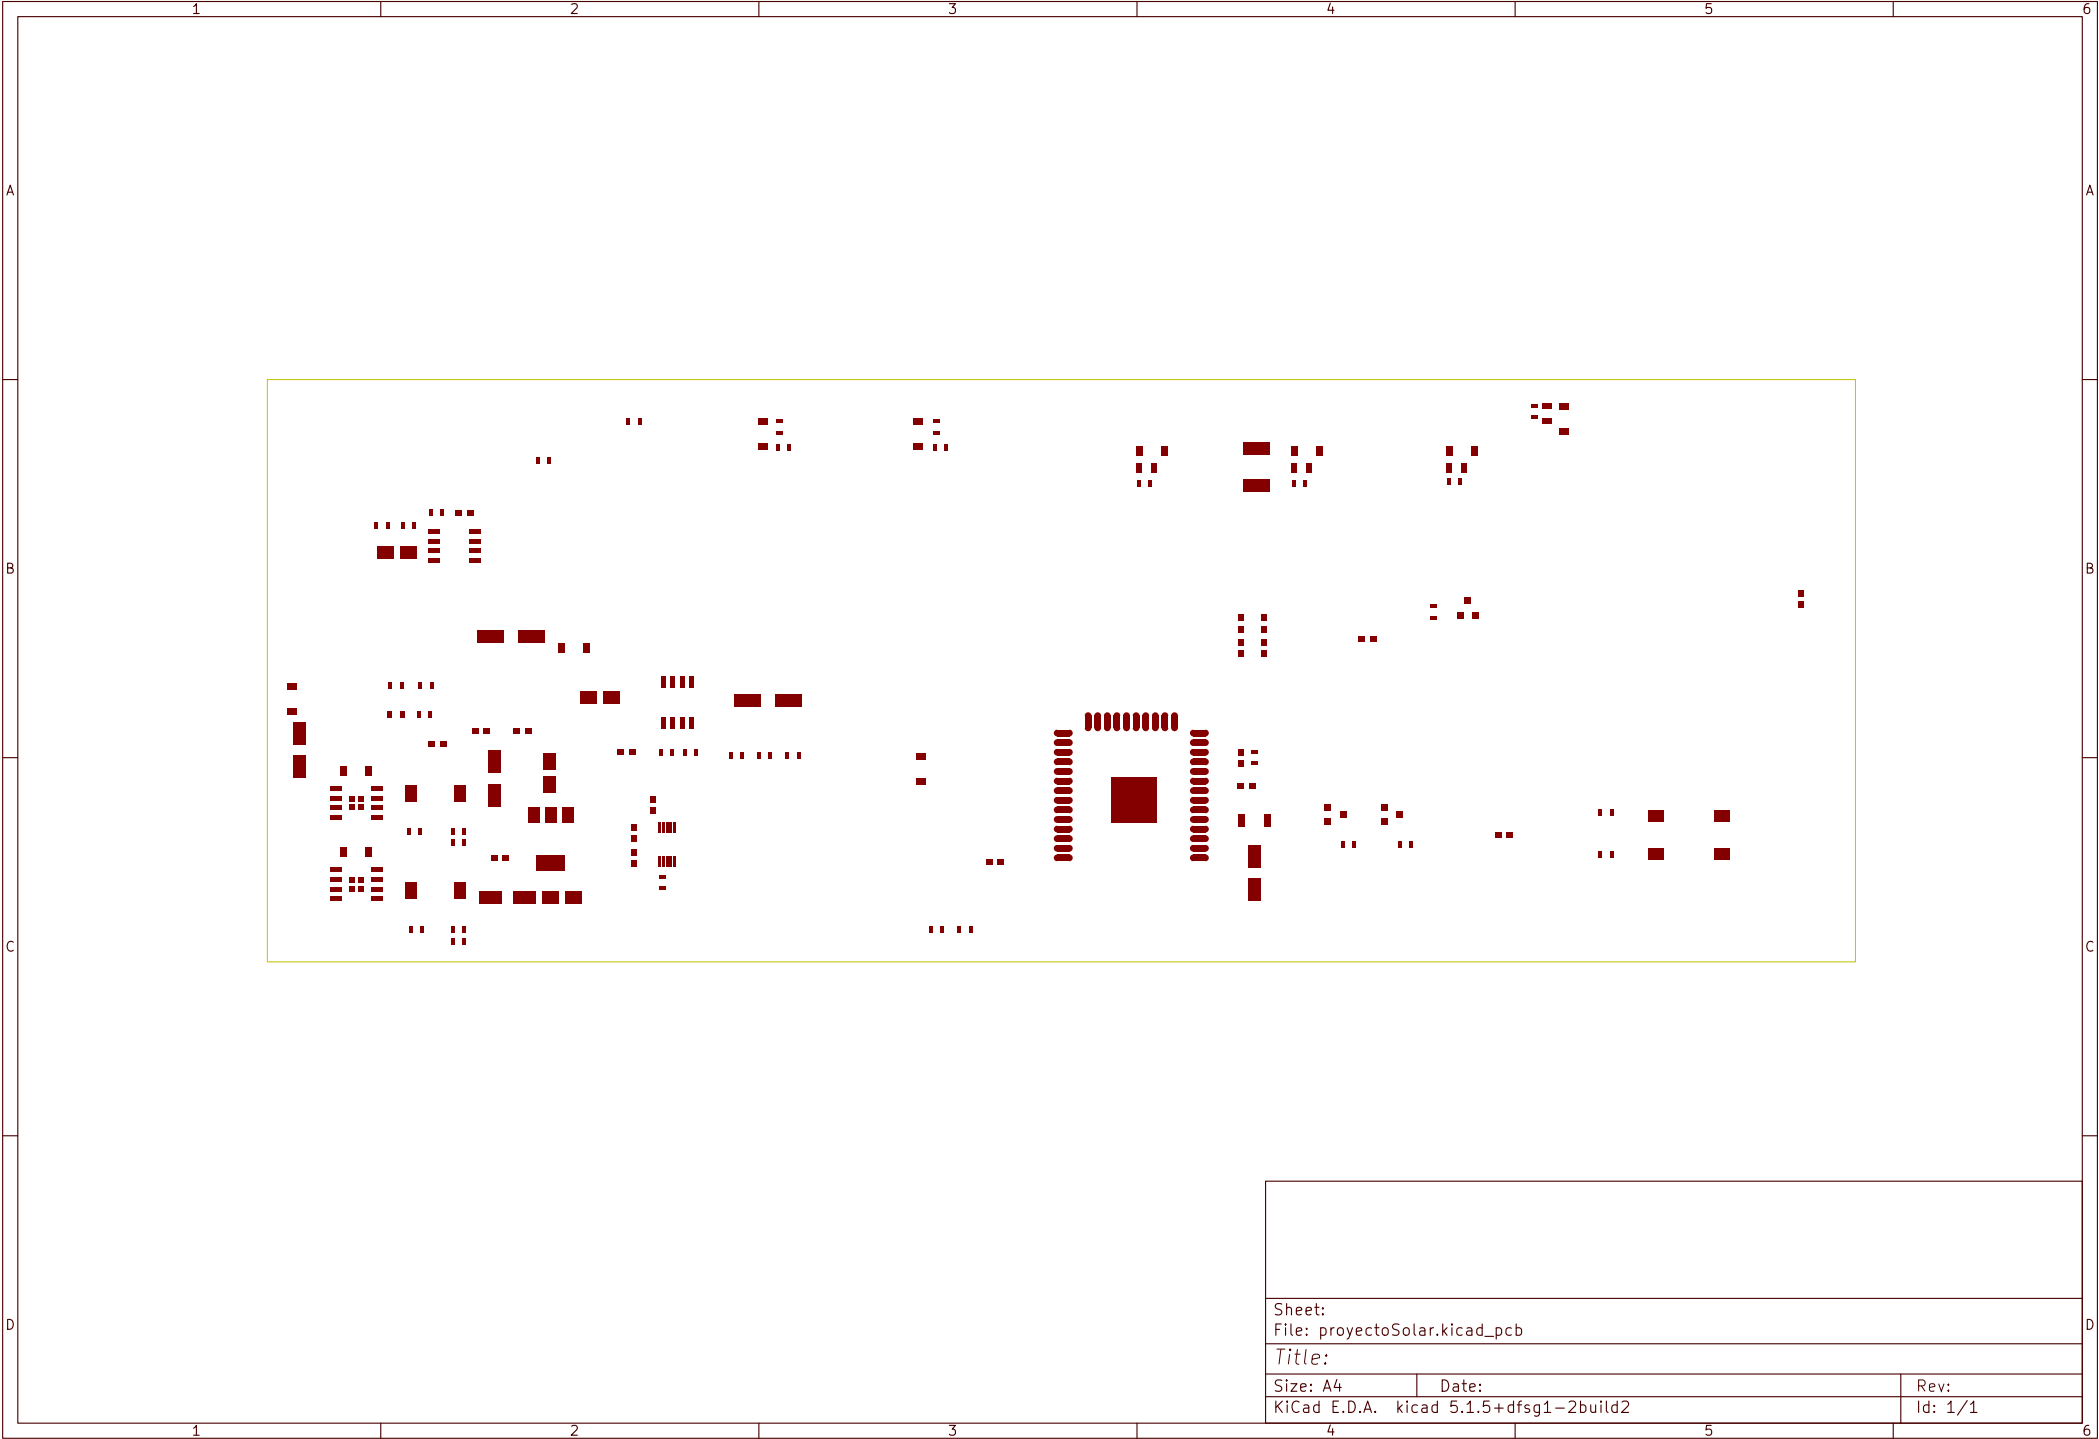 1 2 3 4 5 6
A A
B B
C C
Sheet:
File: proyectoSolar.kicad_pcb
D D
Title:
Size: A4 Date: Rev:
KiCad E.D.A. kicad 5.1.5+dfsg1-2build2 Id: 1/1
1 2 3 4 5 6